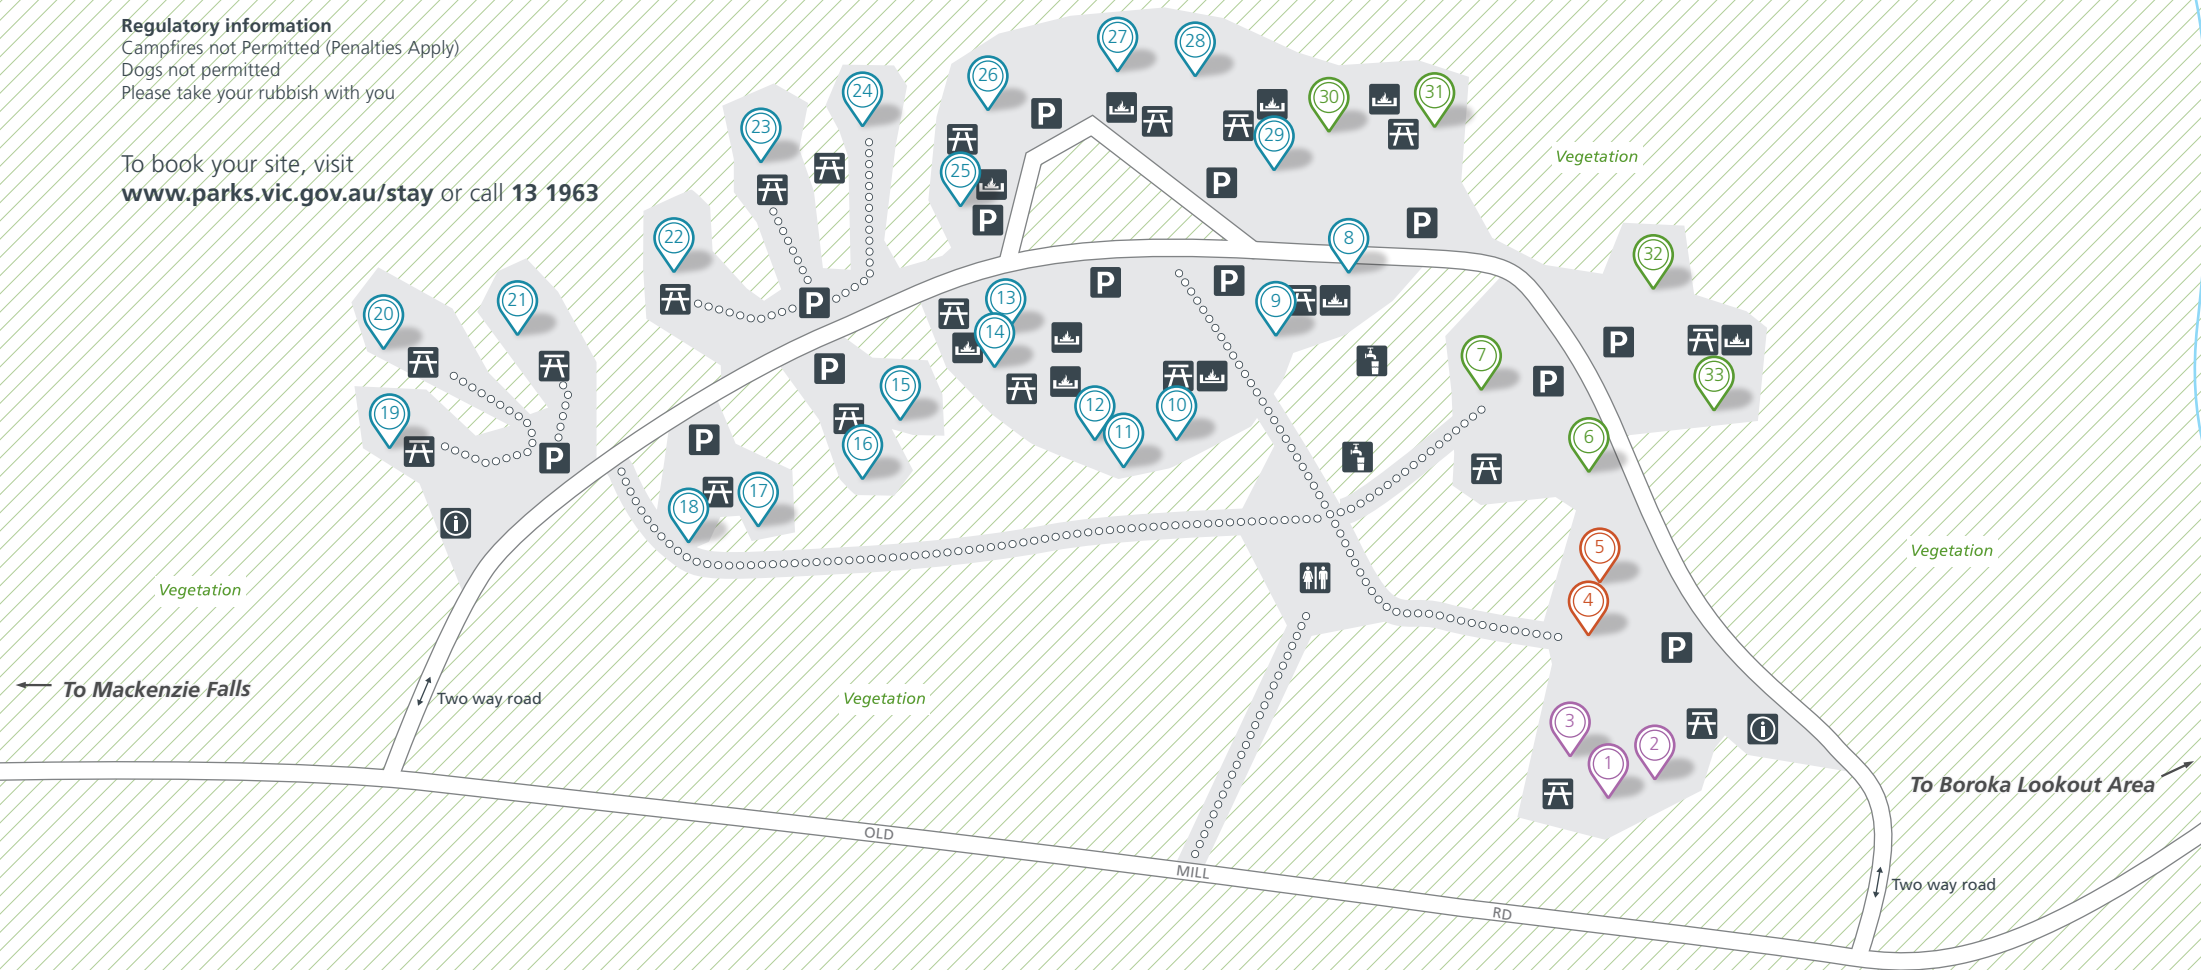 Regulatory information
Campfires not Permitted (Penalties Apply)
Dogs not permitted
Please take your rubbish with you
To book your site, visit
www.parks.vic.gov.au/stay or call 13 1963
27
28
26
24
30
31
P
23
29
Vegetation
25
P
P
P
22
8
32
P
P
9
13
21
P
20
14
P
7
33
P
P
15
19
12
10
11
6
P
16
P
17
18
i
5
Vegetation
Vegetation
4
P
To Mackenzie Falls
Two way road
Vegetation
3
2
i
1
To Boroka Lookout Area
OLD
MILL
Two way road
RD